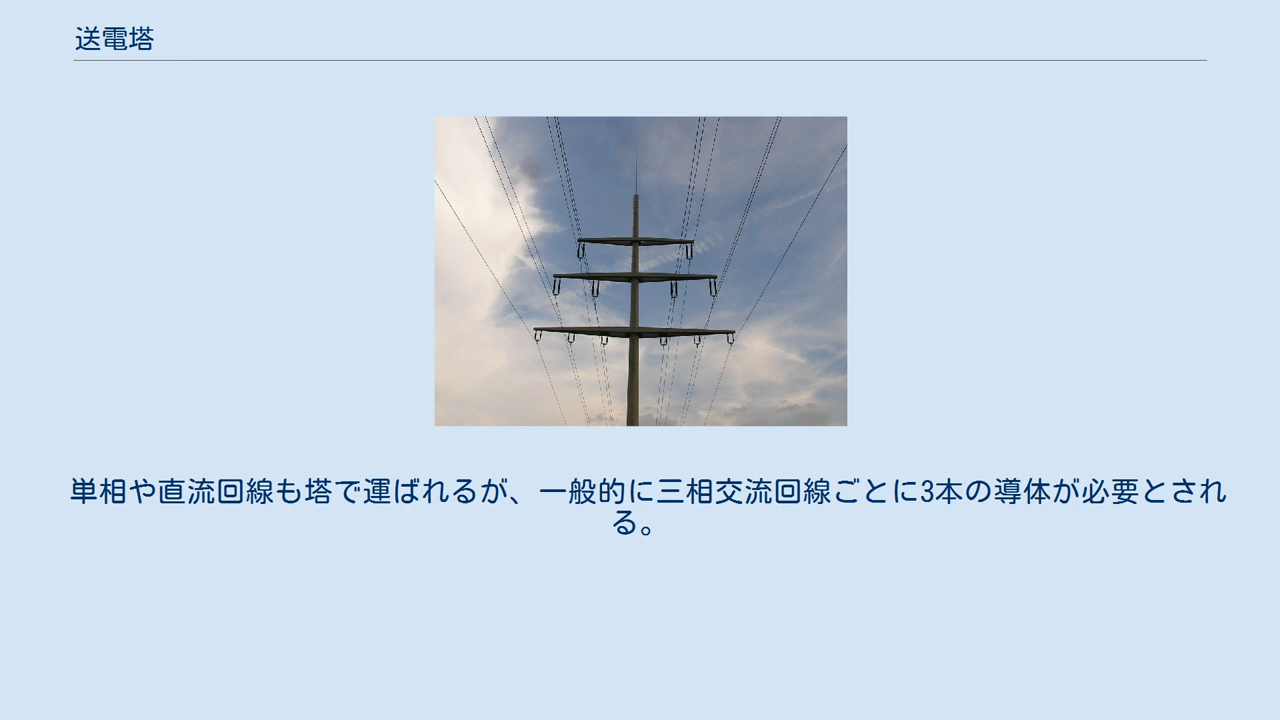 送電塔
単相や直流回線も塔で運ばれるが、一般的に三相交流回線ごとに3本の導体が必要とされ
る。